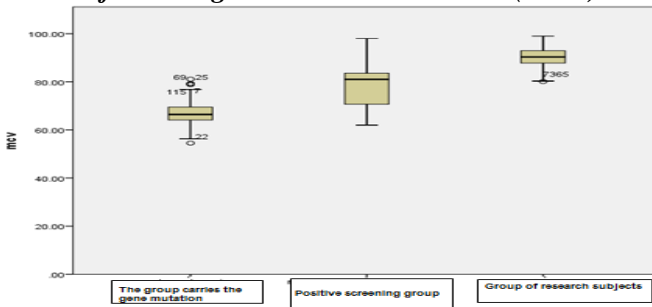 100.00
80.00
60.00
40.00
20.00
.00
mcv
69 25
115 7
22
7365
The group carries the
gene mutation
Positive screening group
Group of research subjects